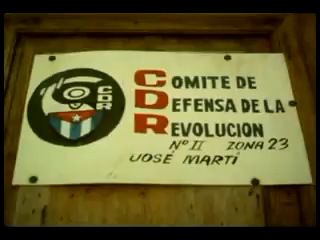 CDR
COMITE DE
DEFENSA DE LA
REVOLUCION
Nº II ZONA 23
JOSÉ MARTÍ